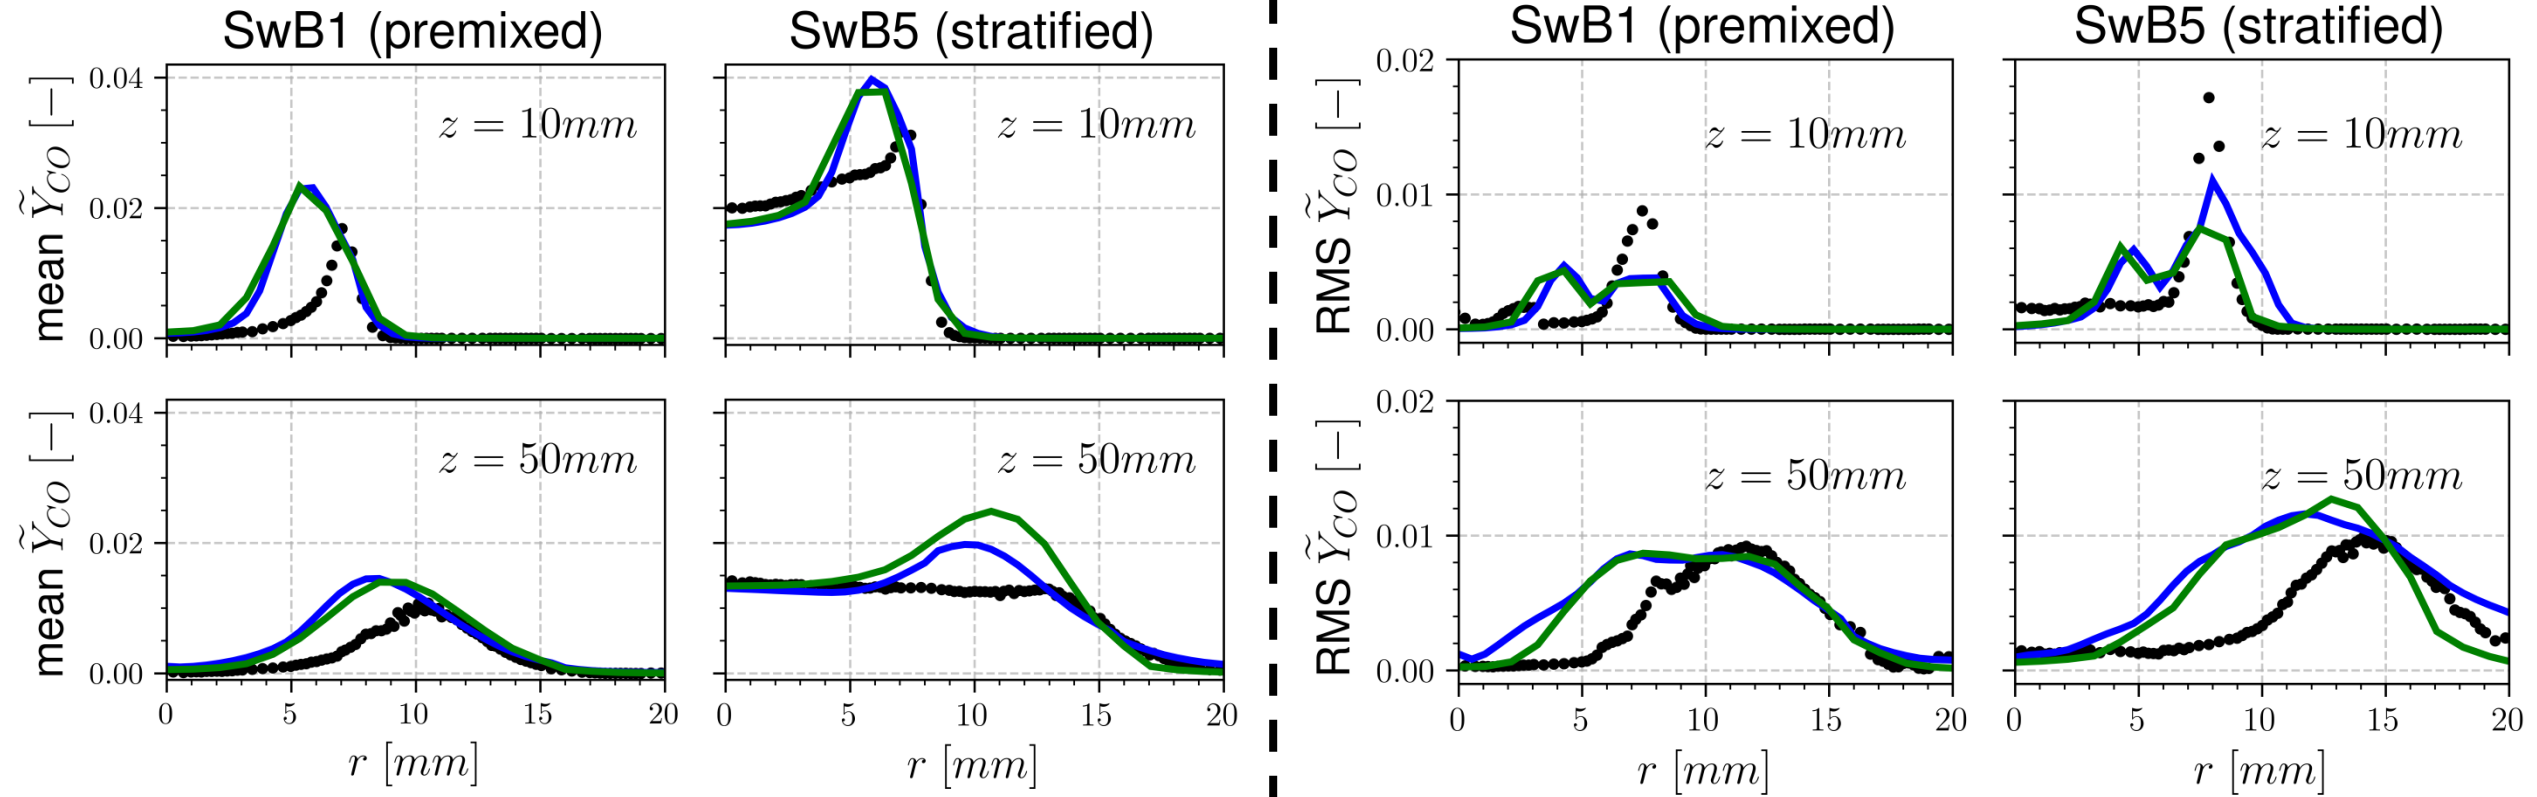 SwB1 (premixed)
SwB5 (stratified)
SwB1 (premixed)
SwB5 (stratified)
mean Ỹ_CO [−]
0.04
0.02
0.00
z = 10mm
z = 10mm
RMS Ỹ_CO [−]
0.02
0.01
0.00
z = 10mm
z = 10mm
mean Ỹ_CO [−]
0.04
0.02
0.00
z = 50mm
z = 50mm
RMS Ỹ_CO [−]
0.02
0.01
0.00
z = 50mm
z = 50mm
0 5 10 15 20
0 5 10 15 20
0 5 10 15 20
0 5 10 15 20
r [mm]
r [mm]
r [mm]
r [mm]